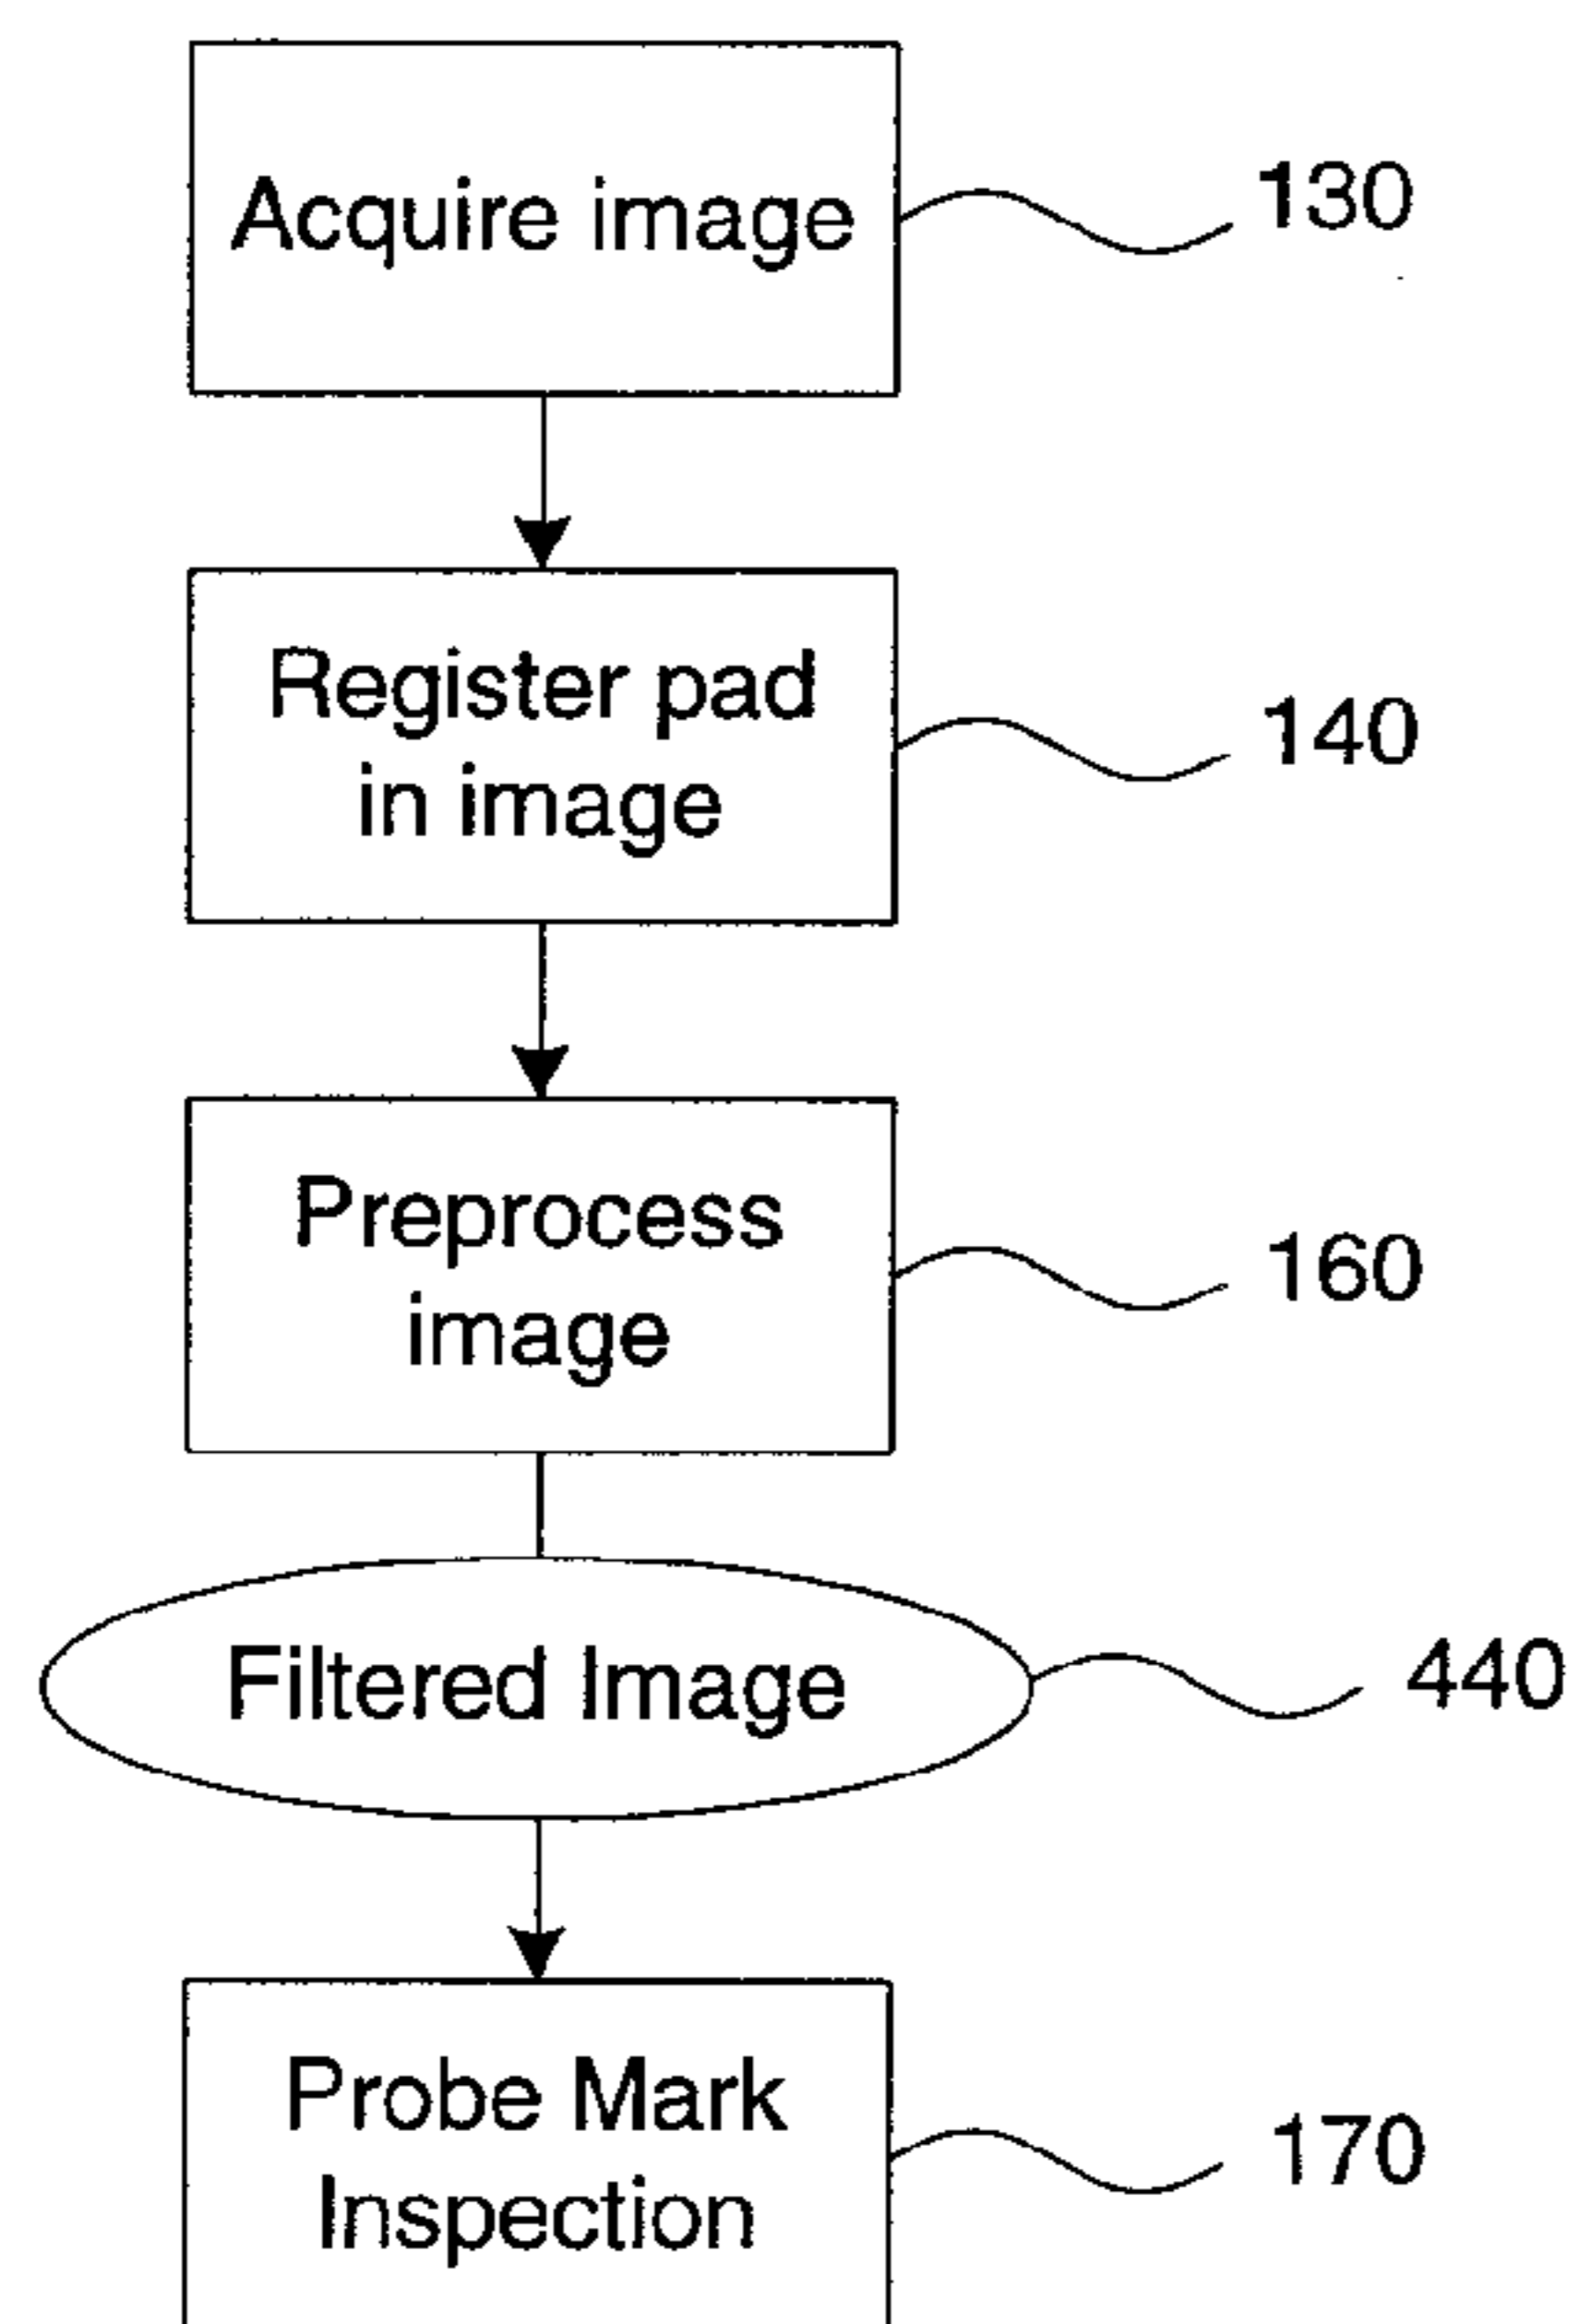 Acquire image
130
Register pad
in image
140
Preprocess
image
160
Filtered Image
440
Probe Mark
Inspection
170